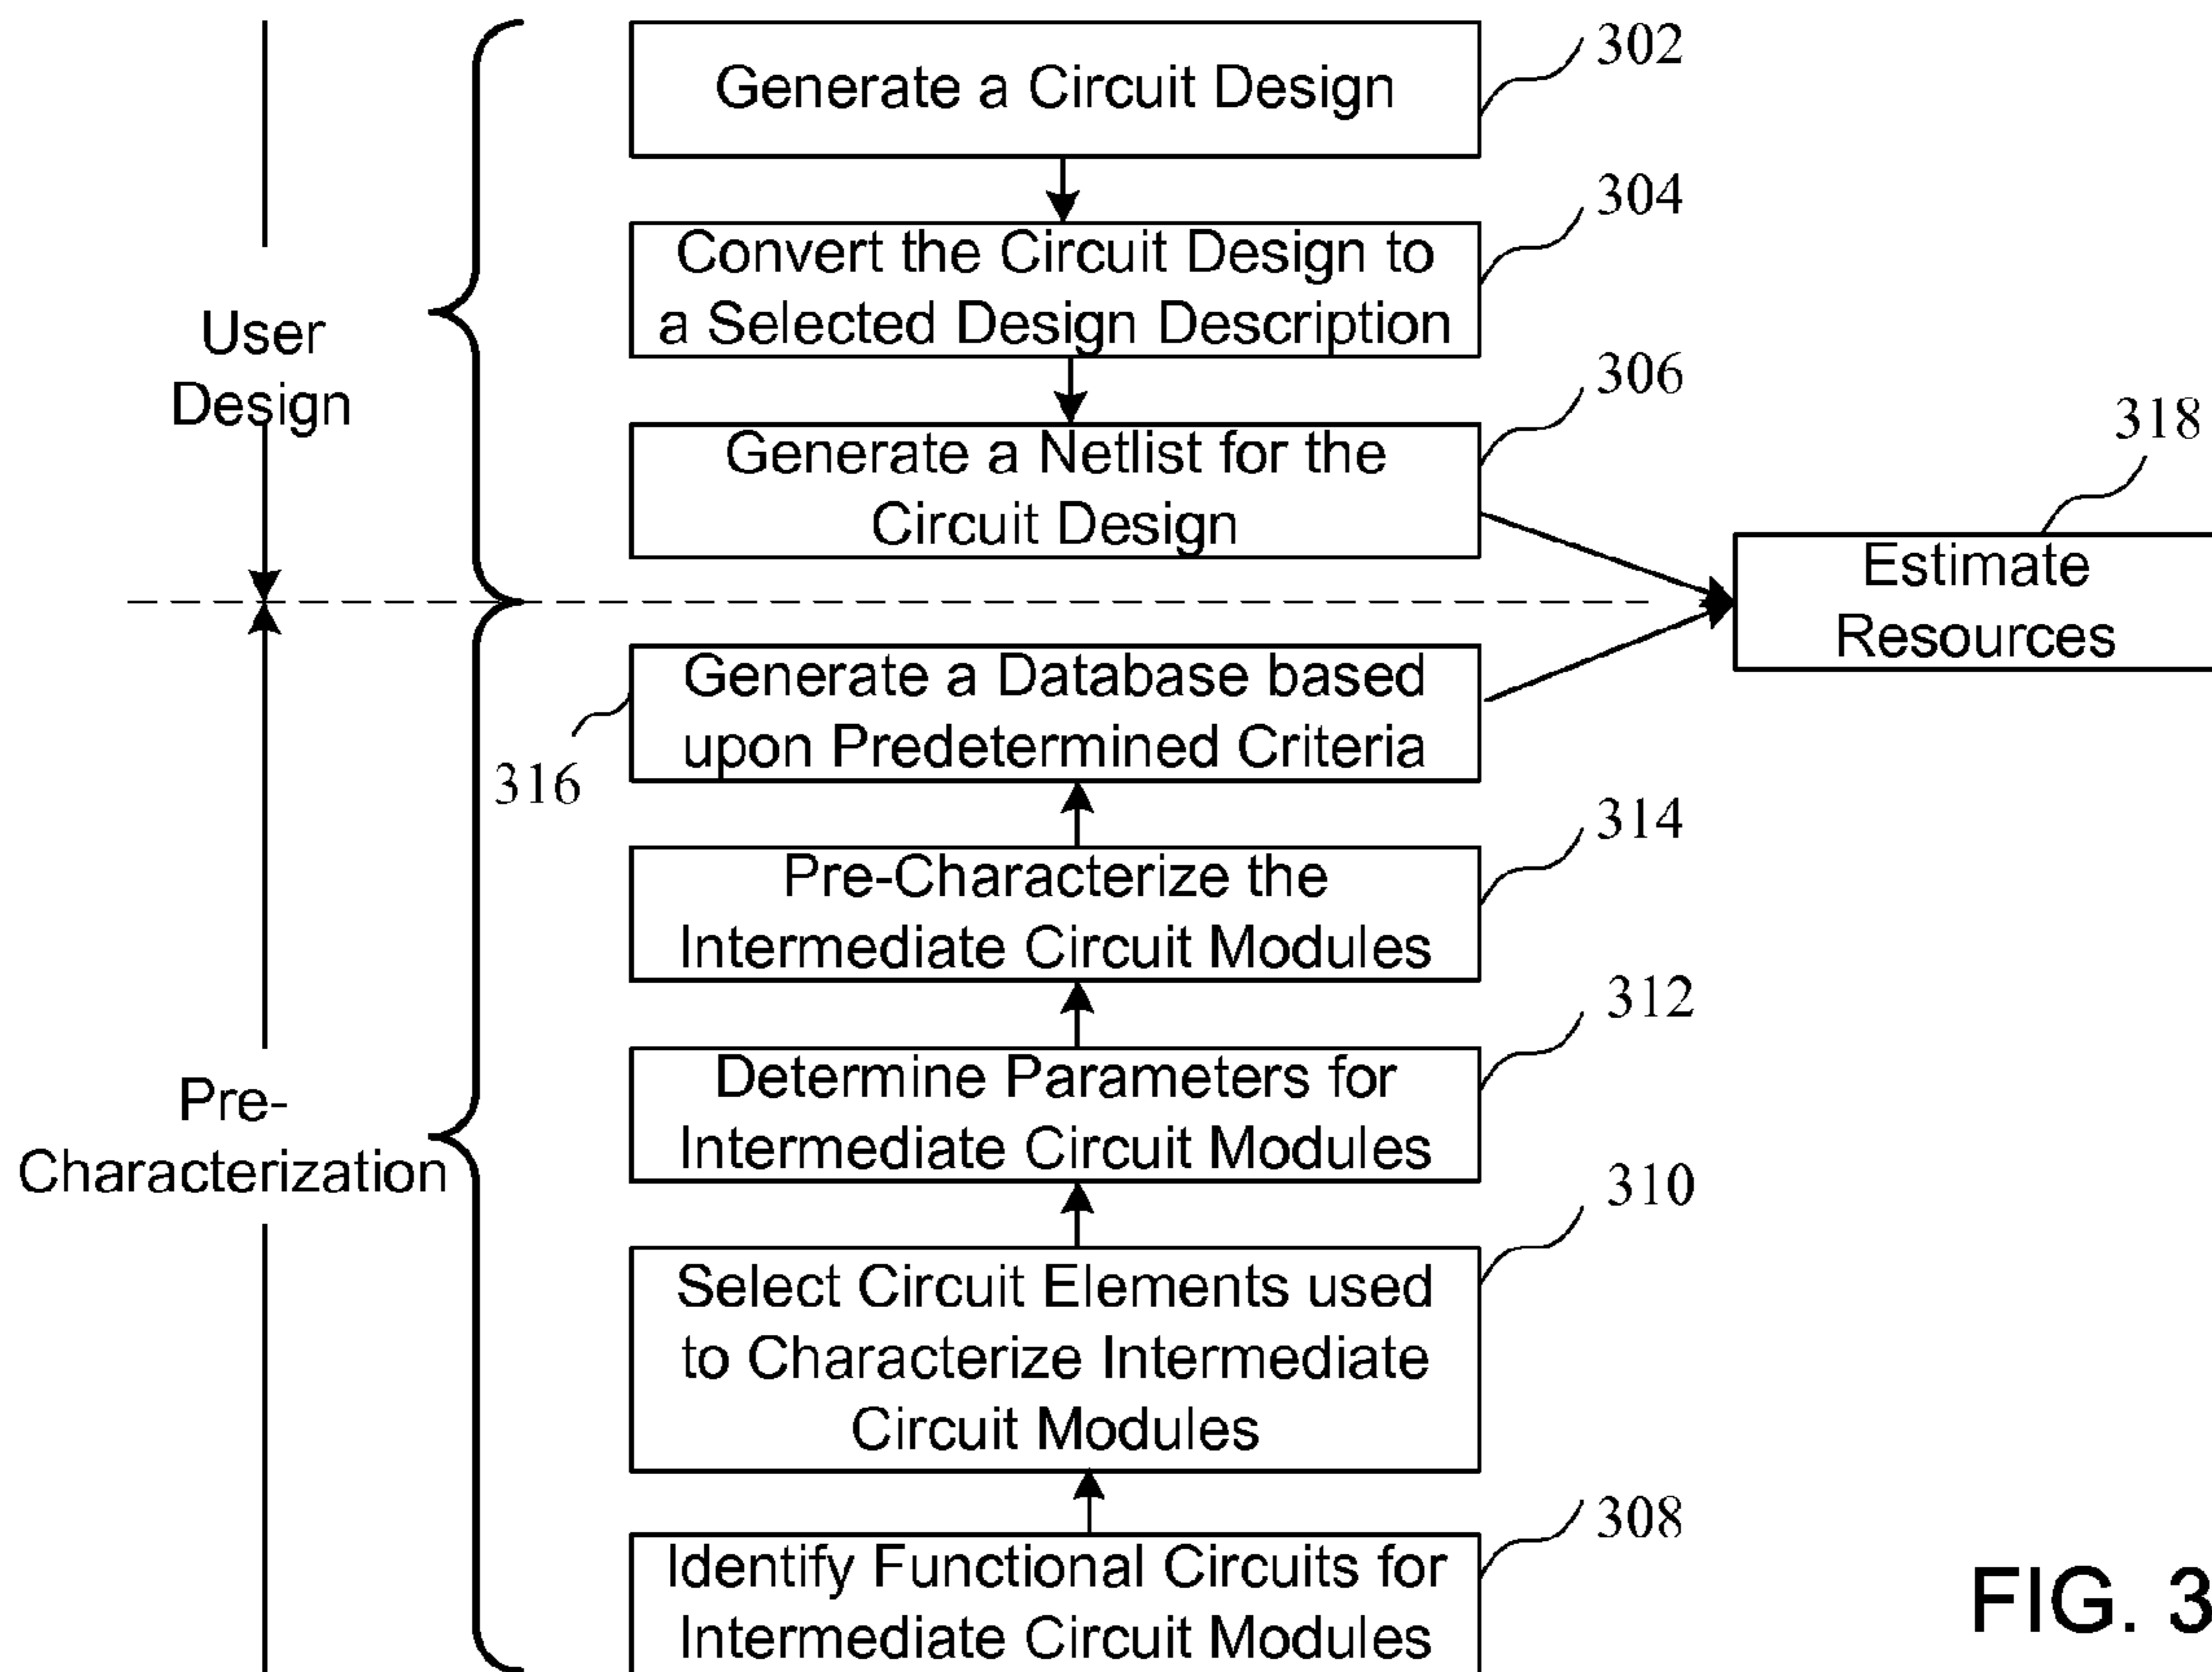 Generate a Circuit Design
302
Convert the Circuit Design to
a Selected Design Description
304
User
Design
Generate a Netlist for the
Circuit Design
306
318
Estimate
Resources
Generate a Database based
upon Predetermined Criteria
316
Pre-Characterize the
Intermediate Circuit Modules
314
Determine Parameters for
Intermediate Circuit Modules
312
Pre-
Characterization
Select Circuit Elements used
to Characterize Intermediate
Circuit Modules
310
Identify Functional Circuits for
Intermediate Circuit Modules
308
FIG. 3